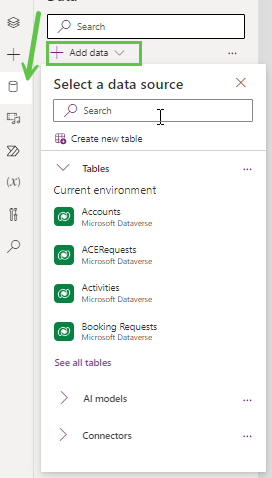 Data
Search
Add data
...
Select a data source
Search
Create new table
Tables
...
Current environment
Accounts
Microsoft Dataverse
ACERequests
Microsoft Dataverse
Activities
Microsoft Dataverse
Booking Requests
Microsoft Dataverse
See all tables
AI models
...
Connectors
...
(x)